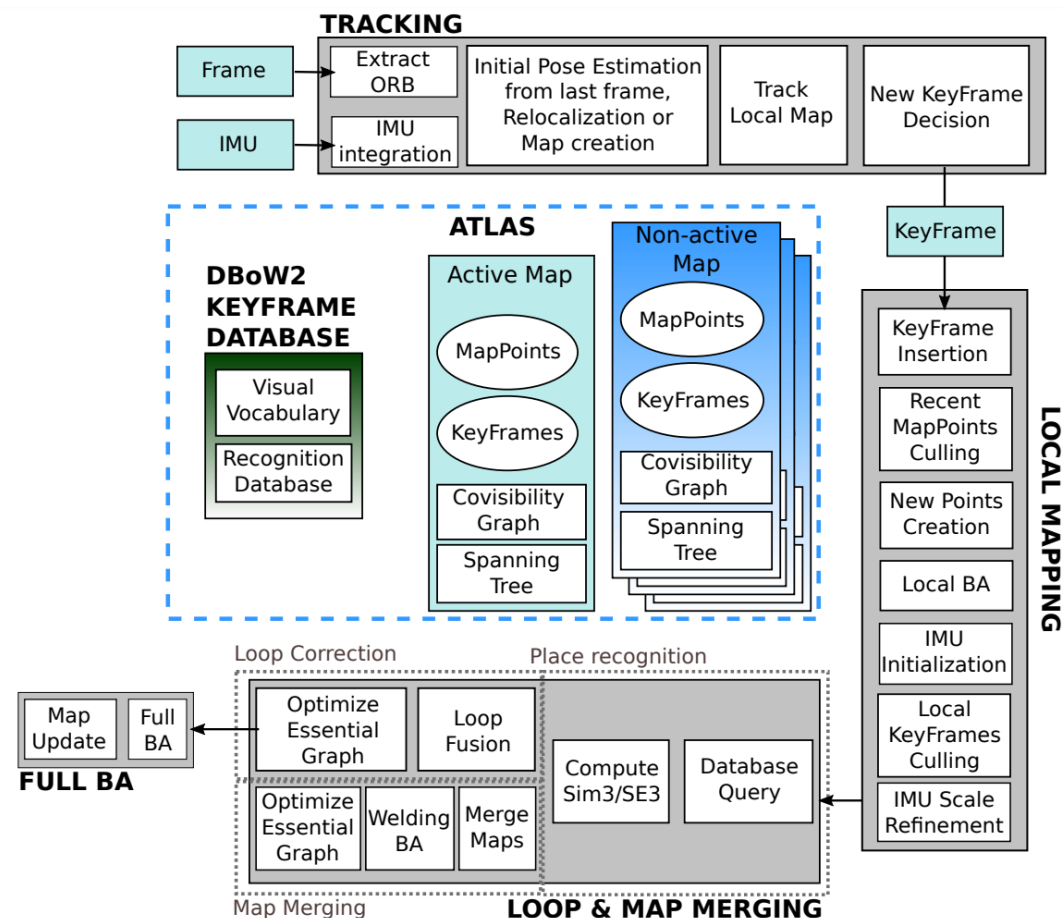 TRACKING
Frame
IMU
Extract
ORB
IMU
integration
Initial Pose Estimation
from last frame,
Relocalization or
Map creation
Track
Local Map
New KeyFrame
Decision
KeyFrame
ATLAS
DBoW2
KEYFRAME
DATABASE
Visual
Vocabulary
Recognition
Database
Active Map
MapPoints
KeyFrames
Covisibility
Graph
Spanning
Tree
Non-active
Map
MapPoints
KeyFrames
Covisibility
Graph
Spanning
Tree
LOCAL MAPPING
KeyFrame
Insertion
Recent
MapPoints
Culling
New Points
Creation
Local BA
IMU
Initialization
Local
KeyFrames
Culling
IMU Scale
Refinement
Loop Correction
Place recognition
Optimize
Essential
Graph
Loop
Fusion
Compute
Sim3/SE3
Database
Query
Map
Update
Full
BA
FULL BA
Optimize
Essential
Graph
Welding
BA
Merge
Maps
Map Merging
LOOP & MAP MERGING